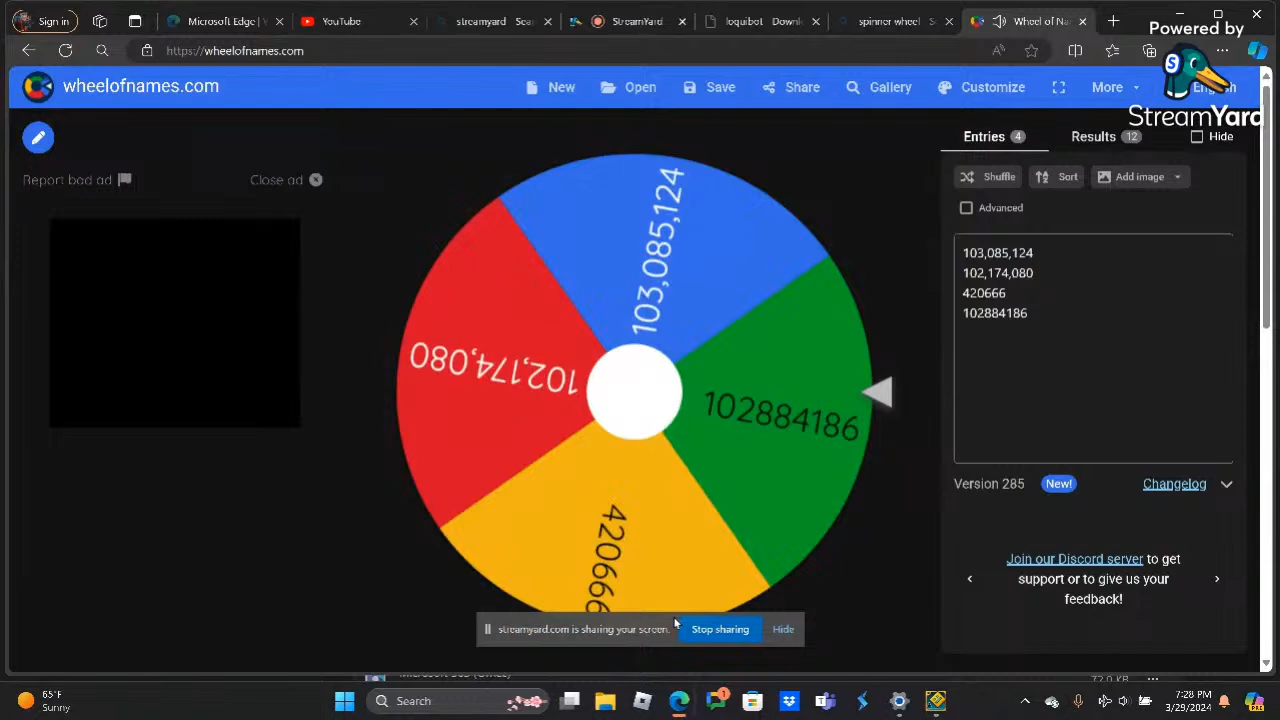 Sign in
Microsoft Edge | \
YouTube
streamyard
Sea
StreamYard
loquibot
Downl
spinner wheel
Se
Wheel of Na
Powered by
StreamYard
https://wheelofnames.com
wheelofnames.com
New
Open
Save
Share
Gallery
Customize
More
English
Report bad ad
Close ad
Entries 4
Results 12
Hide
Shuffle
Sort
Add image
Advanced
103,085,124
102,174,080
420666
102884186
103,085,124
102,174,080
102884186
420666
Version 285
New!
Changelog
Join our Discord server to get
support or to give us your
feedback!
streamyard.com is sharing your screen.
Stop sharing
Hide
65°F
Sunny
Search
1
7:28 PM
3/29/2024